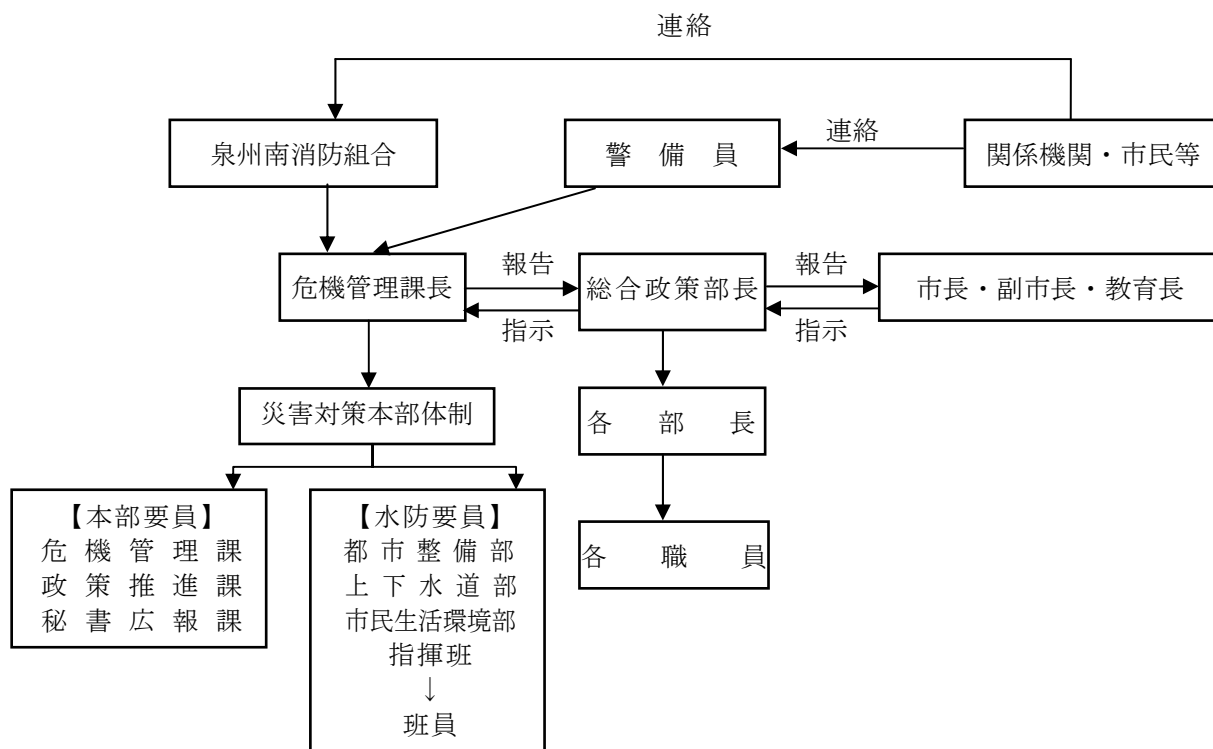 連絡
泉州南消防組合
警備員
連絡
関係機関・市民等
危機管理課長
報告
指示
総合政策部長
報告
指示
市長・副市長・教育長
災害対策本部体制
各部長
【本部要員】
危機管理課
政策推進課
秘書広報課
【水防要員】
都市整備部
上下水道部
市民生活環境部
指揮班
↓
班員
各職員